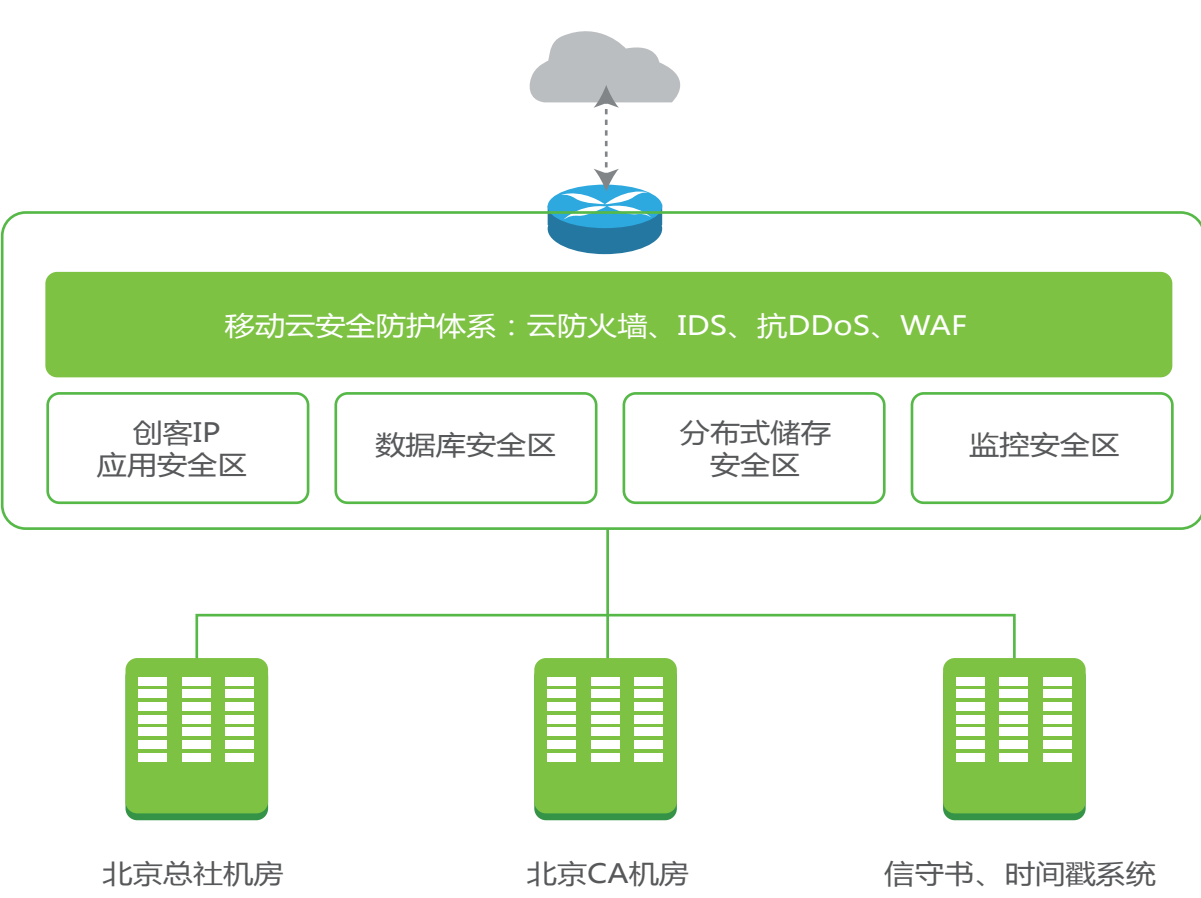 移动云安全防护体系：云防火墙、IDS、抗DDoS、WAF
创客IP
应用安全区
数据库安全区
分布式储存
安全区
监控安全区
北京总社机房
北京CA机房
信守书、时间戳系统